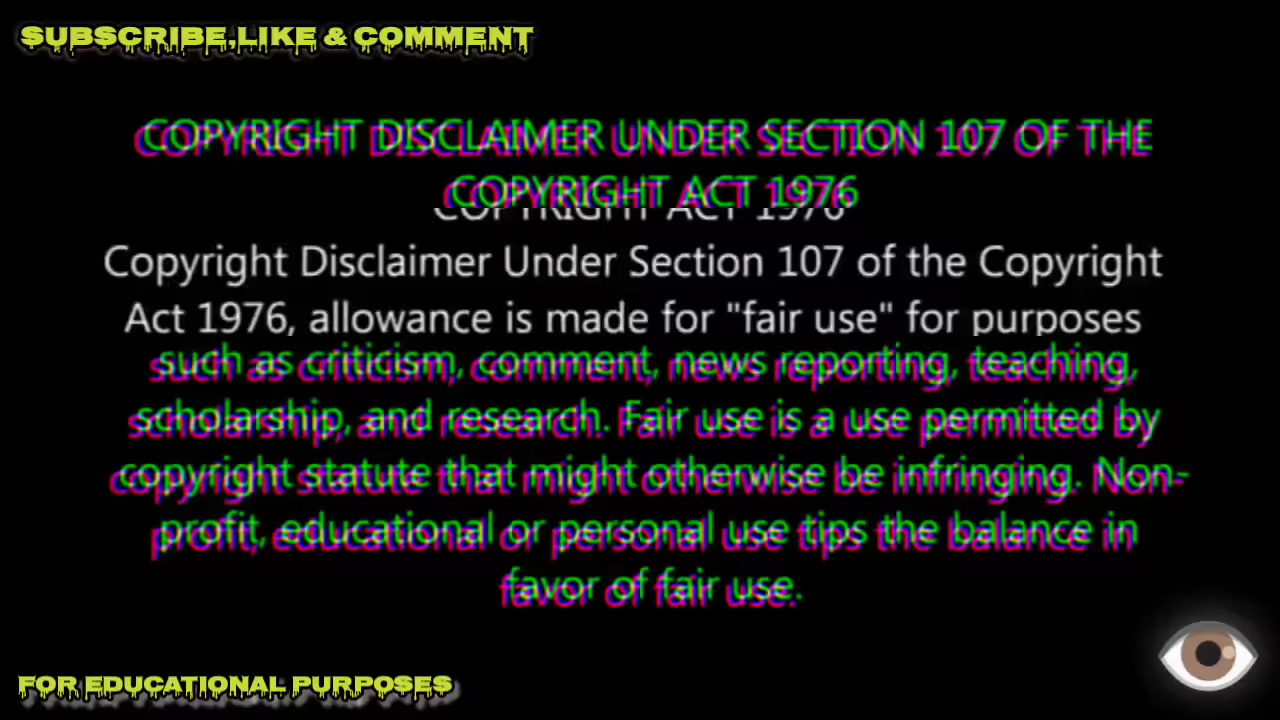 SUBSCRIBE,LIKE & COMMENT
COPYRIGHT DISCLAIMER UNDER SECTION 107 OF THE
COPYRIGHT ACT 1976
COPYRIGHT ACT 1976
Copyright Disclaimer Under Section 107 of the Copyright
Act 1976, allowance is made for "fair use" for purposes
such as criticism, comment, news reporting, teaching,
scholarship, and research. Fair use is a use permitted by
copyright statute that might otherwise be infringing. Non-
profit, educational or personal use tips the balance in
favor of fair use.
FOR EDUCATIONAL PURPOSES